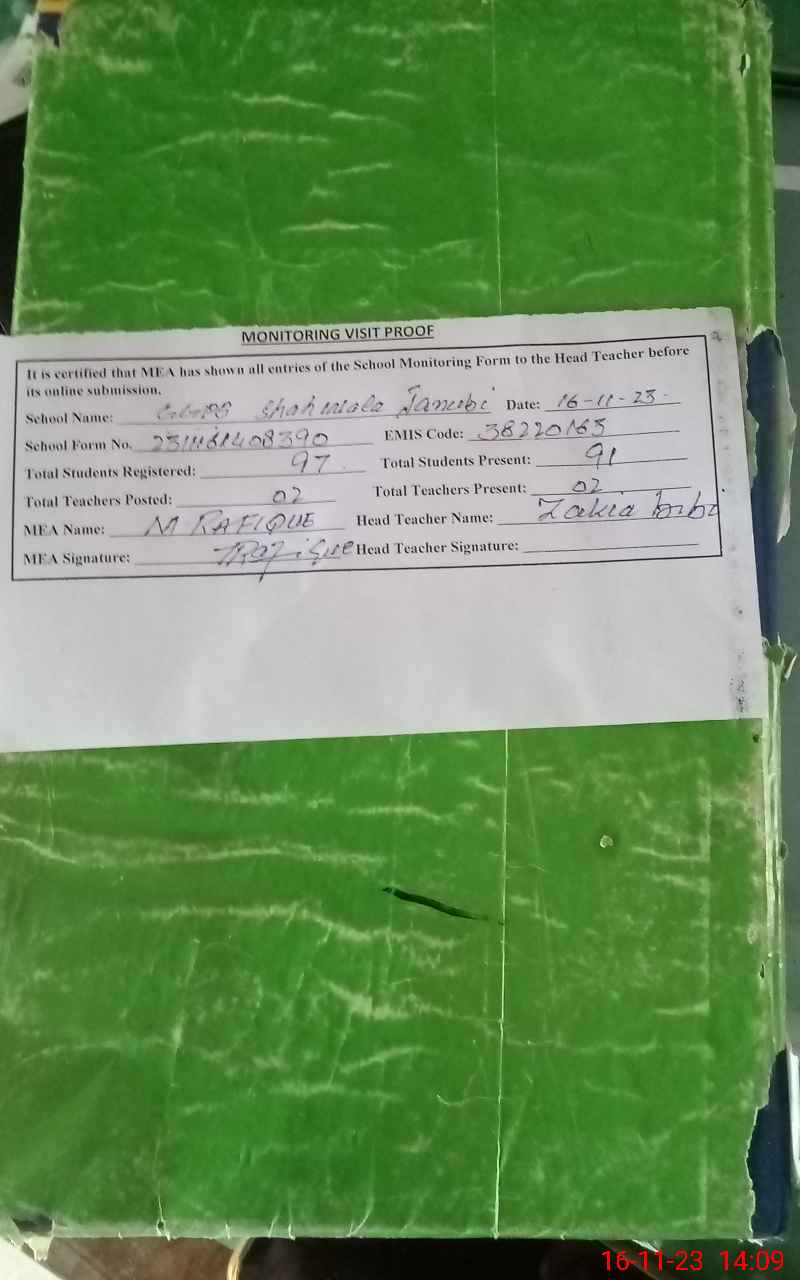 MONITORING VISIT PROOF
It is certified that MEA has shown all entries of the School Monitoring Form to the Head Teacher before
its online submission.
School Name: Shahwala Janubi Date: 16-11-23
School Form No. 2311161408390 EMIS Code: 38220163
Total Students Registered: 97 Total Students Present: 91
Total Teachers Posted: 02 Total Teachers Present: 02
MEA Name: M RAFIQUE Head Teacher Name: Zakia bibi
MEA Signature: Rafique Head Teacher Signature:
16-11-23 14:09